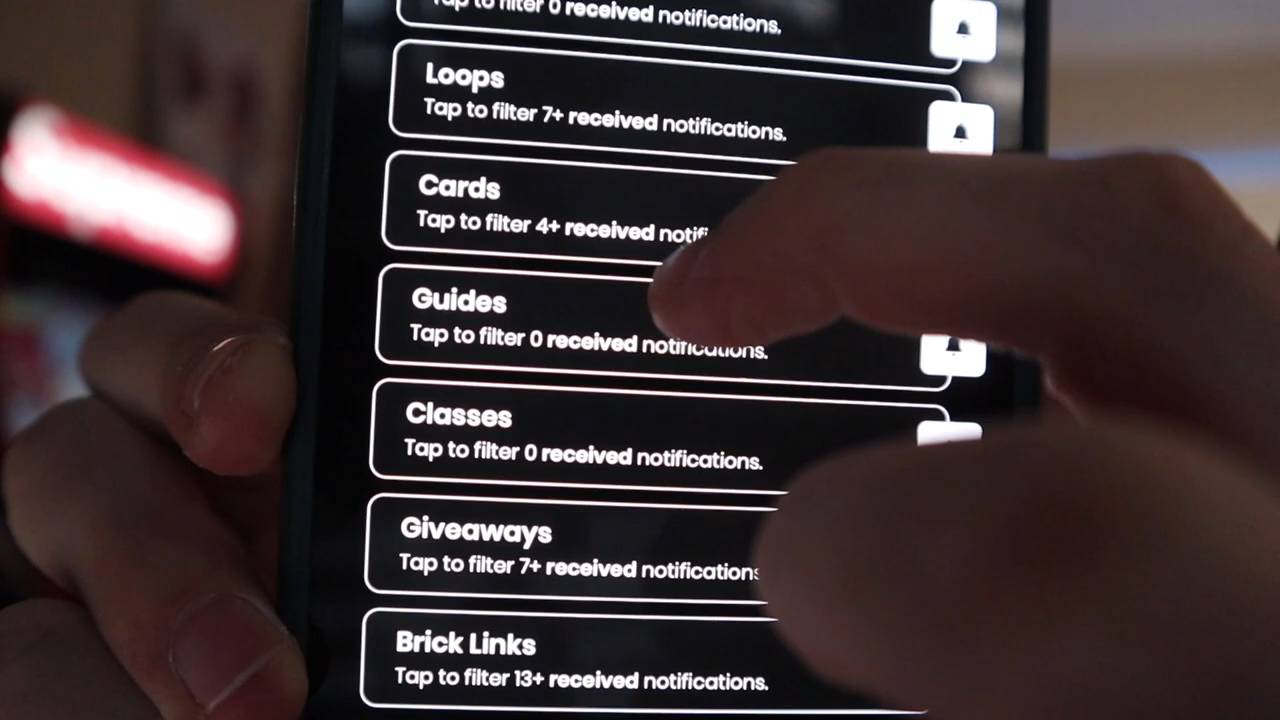 Tap to filter 0 received notifications.
Loops
Tap to filter 7+ received notifications.
Cards
Tap to filter 4+ received
Guides
Tap to filter 0 received notifications.
Classes
Tap to filter 0 received notifications.
Giveaways
Tap to filter 7+ received notifications
Brick Links
Tap to filter 13+ received notifications.